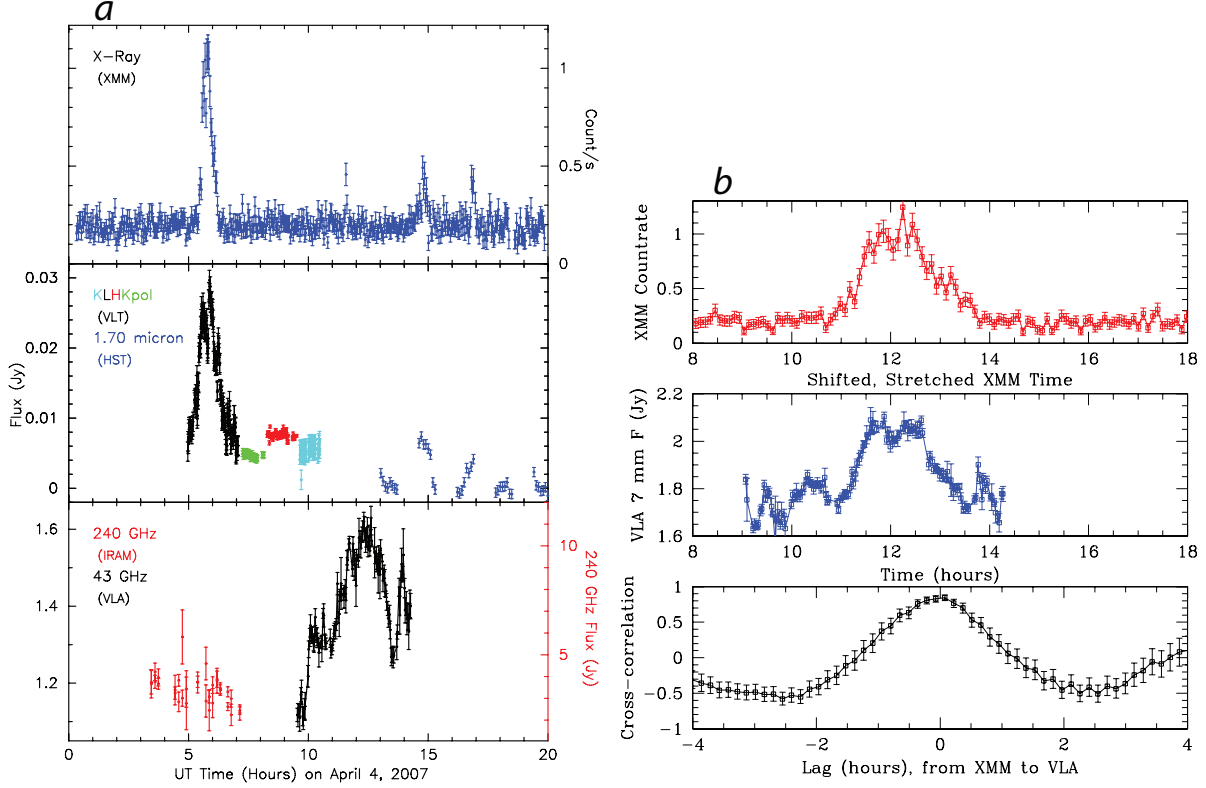 a
X-Ray
(XMM)
1
0.5
0
Count/s
KLHKpol
(VLT)
1.70 micron
(HST)
0.03
0.02
0.01
0
Flux (Jy)
240 GHz
(IRAM)
43 GHz
(VLA)
1.6
1.4
1.2
10
5
240 GHz Flux (Jy)
0 5 10 15 20
UT Time (Hours) on April 4, 2007
b
XMM Countrate
1
0.5
0
8 10 12 14 16 18
Shifted, Stretched XMM Time
VLA 7 mm F (Jy)
2.2
2
1.8
1.6
8 10 12 14 16 18
Time (hours)
Cross-correlation
1
0.5
0
-0.5
-1
-4 -2 0 2 4
Lag (hours), from XMM to VLA